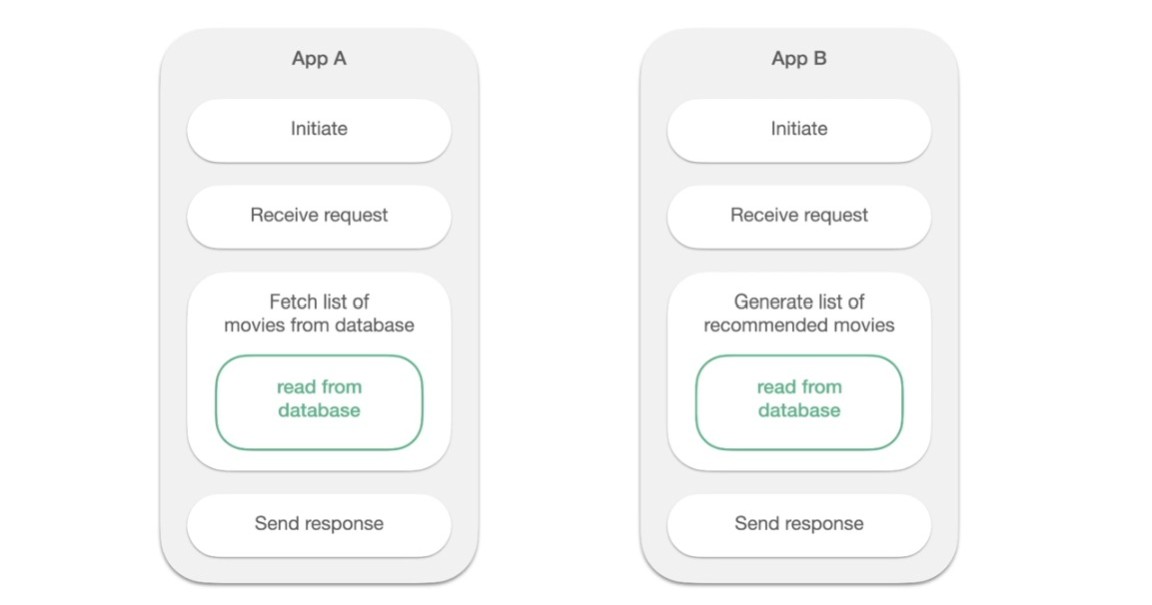 App A
Initiate
Receive request
Fetch list of
movies from database
read from
database
Send response
App B
Initiate
Receive request
Generate list of
recommended movies
read from
database
Send response